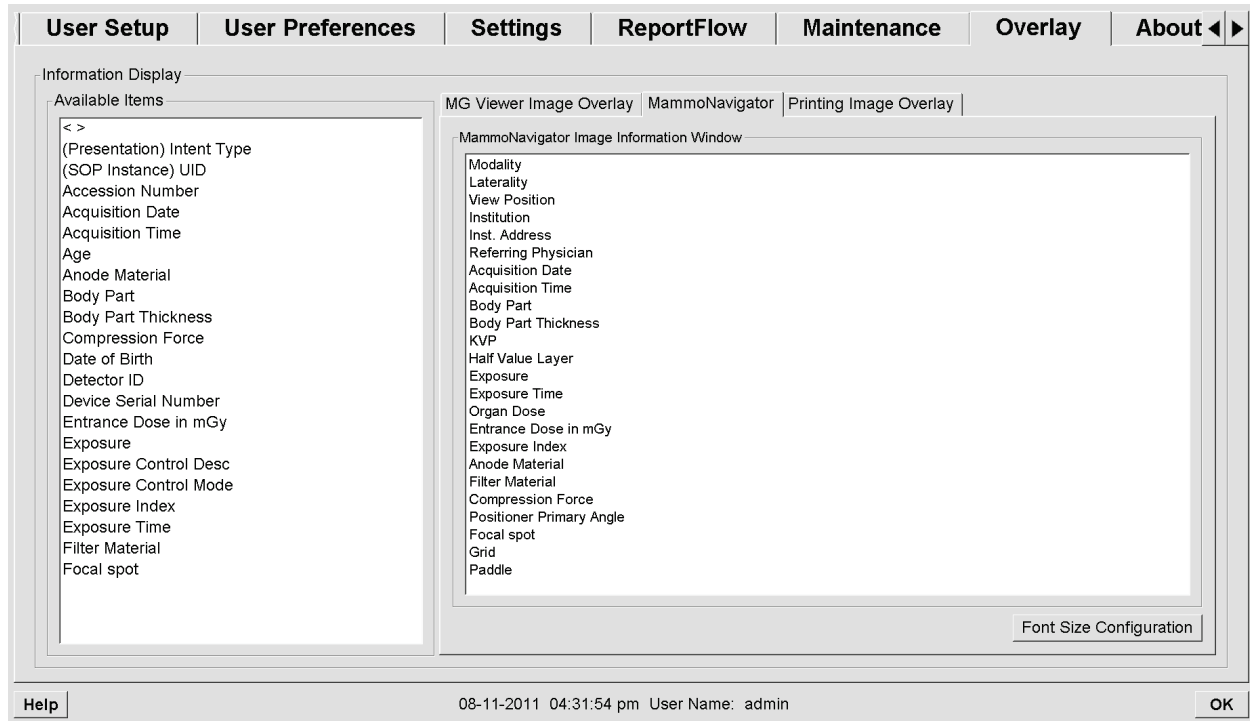 User Setup User Preferences Settings ReportFlow Maintenance Overlay About
Information Display
Available Items
< >
(Presentation) Intent Type
(SOP Instance) UID
Accession Number
Acquisition Date
Acquisition Time
Age
Anode Material
Body Part
Body Part Thickness
Compression Force
Date of Birth
Detector ID
Device Serial Number
Entrance Dose in mGy
Exposure
Exposure Control Desc
Exposure Control Mode
Exposure Index
Exposure Time
Filter Material
Focal spot
MG Viewer Image Overlay MammoNavigator Printing Image Overlay
MammoNavigator Image Information Window
Modality
Laterality
View Position
Institution
Inst. Address
Referring Physician
Acquisition Date
Acquisition Time
Body Part
Body Part Thickness
KVP
Half Value Layer
Exposure
Exposure Time
Organ Dose
Entrance Dose in mGy
Exposure Index
Anode Material
Filter Material
Compression Force
Positioner Primary Angle
Focal spot
Grid
Paddle
Font Size Configuration
Help 08-11-2011 04:31:54 pm User Name: admin OK